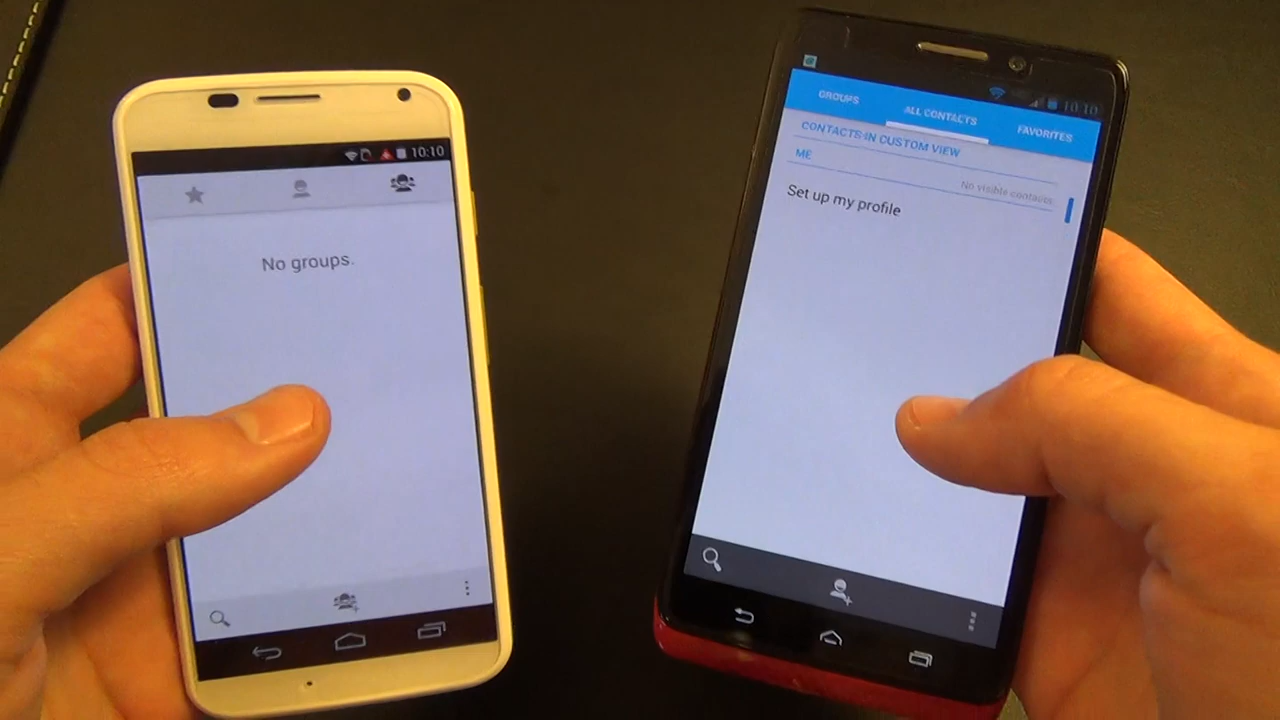 10:10
No groups.
10:10
GROUPS
ALL CONTACTS
FAVORITES
CONTACTS IN CUSTOM VIEW
No visible contacts.
ME
Set up my profile